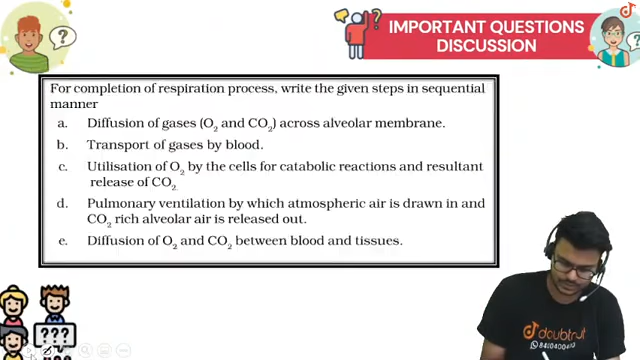 IMPORTANT QUESTIONS
DISCUSSION
For completion of respiration process, write the given steps in sequential
manner
a. Diffusion of gases (O₂ and CO₂) across alveolar membrane.
b. Transport of gases by blood.
c. Utilisation of O₂ by the cells for catabolic reactions and resultant
release of CO₂
d. Pulmonary ventilation by which atmospheric air is drawn in and
CO₂ rich alveolar air is released out.
e. Diffusion of O₂ and CO₂ between blood and tissues.
doubtnut
8400400400
???